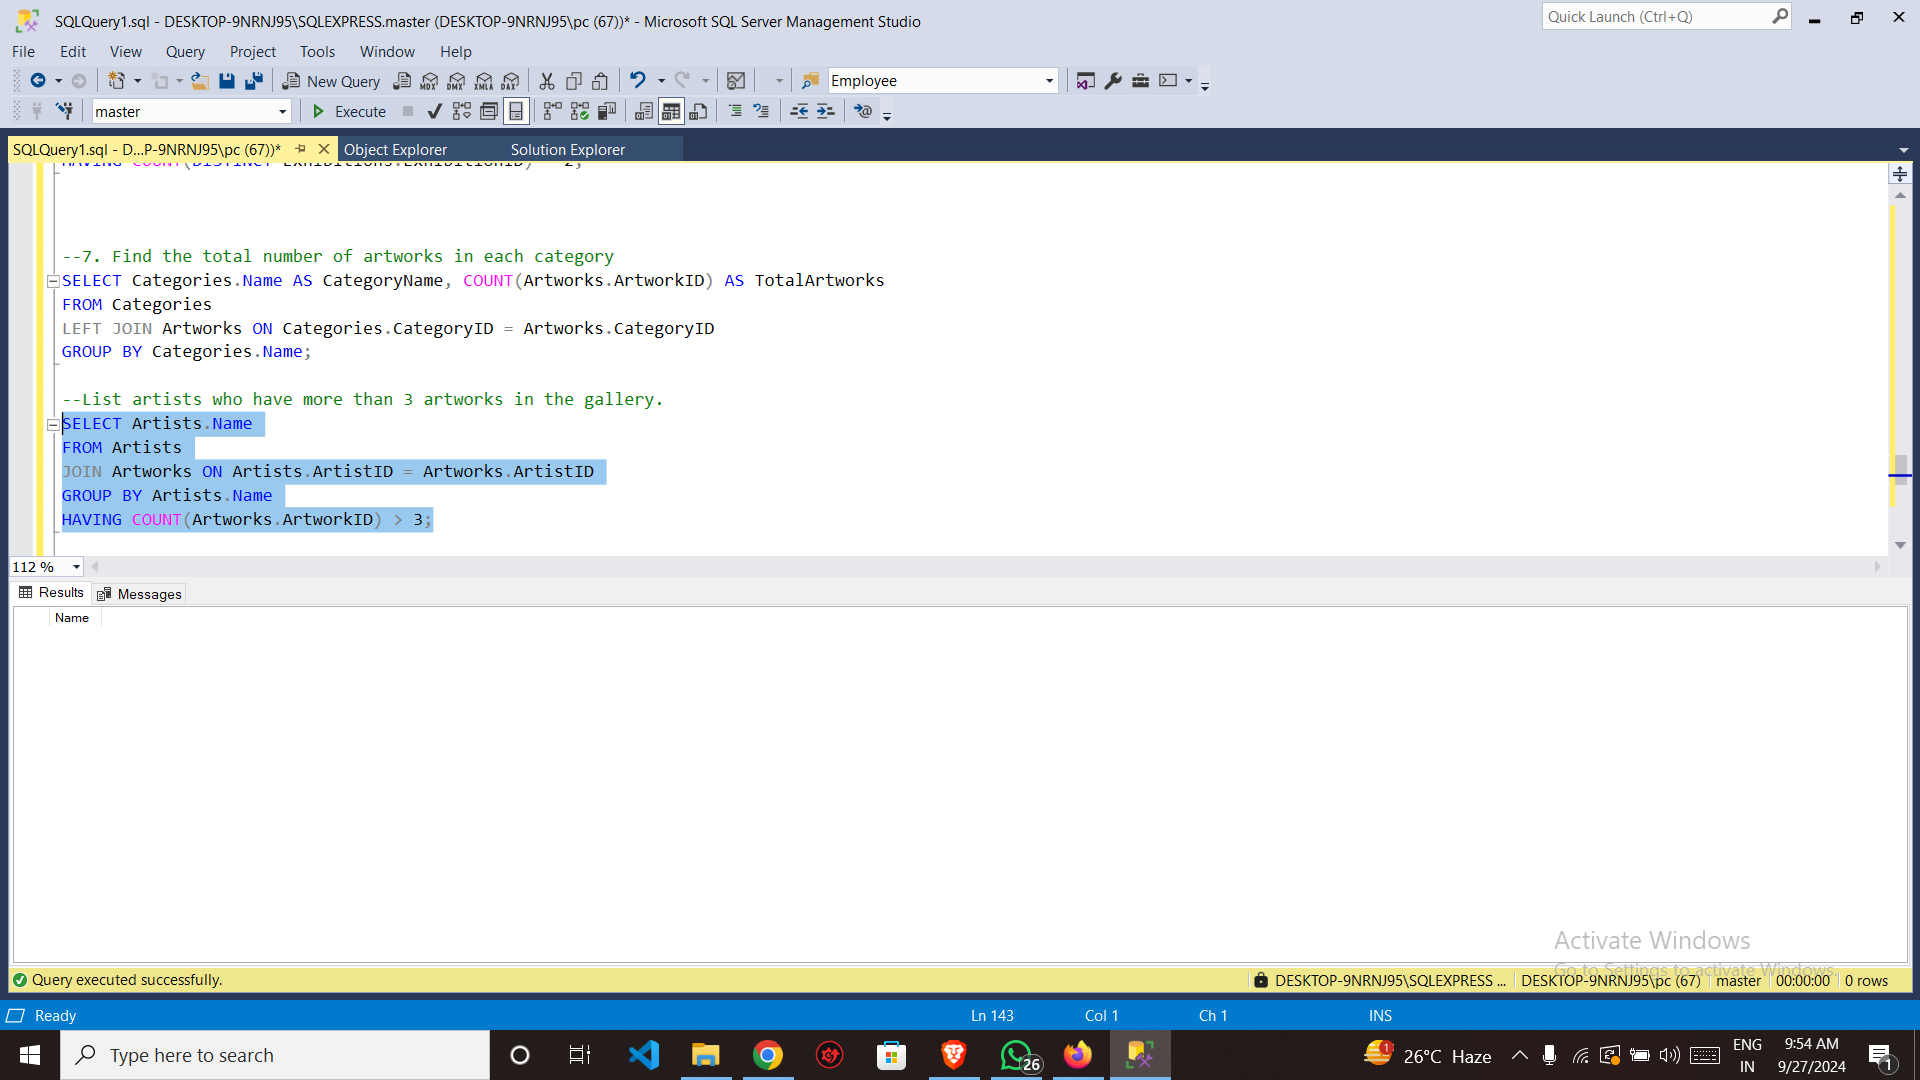 SQLQuery1.sql - DESKTOP-9NRNJ95\SQLEXPRESS.master (DESKTOP-9NRNJ95\pc (67))* - Microsoft SQL Server Management Studio
Quick Launch (Ctrl+Q)
File Edit View Query Project Tools Window Help
New Query
MDX DMX XMLA DAX
Employee
master
Execute
SQLQuery1.sql - D...P-9NRNJ95\pc (67))*
Object Explorer
Solution Explorer
HAVING COUNT(DISTINCT Exhibitions.ExhibitionID) = 2;
--7. Find the total number of artworks in each category
SELECT Categories.Name AS CategoryName, COUNT(Artworks.ArtworkID) AS TotalArtworks
FROM Categories
LEFT JOIN Artworks ON Categories.CategoryID = Artworks.CategoryID
GROUP BY Categories.Name;
--List artists who have more than 3 artworks in the gallery.
SELECT Artists.Name
FROM Artists
JOIN Artworks ON Artists.ArtistID = Artworks.ArtistID
GROUP BY Artists.Name
HAVING COUNT(Artworks.ArtworkID) > 3;
112 %
Results
Messages
Name
Activate Windows
Go to Settings to activate Windows.
Query executed successfully.
DESKTOP-9NRNJ95\SQLEXPRESS ...
DESKTOP-9NRNJ95\pc (67)
master
00:00:00
0 rows
Ready
Ln 143
Col 1
Ch 1
INS
Type here to search
26
1
26°C Haze
ENG
IN
9:54 AM
9/27/2024
1